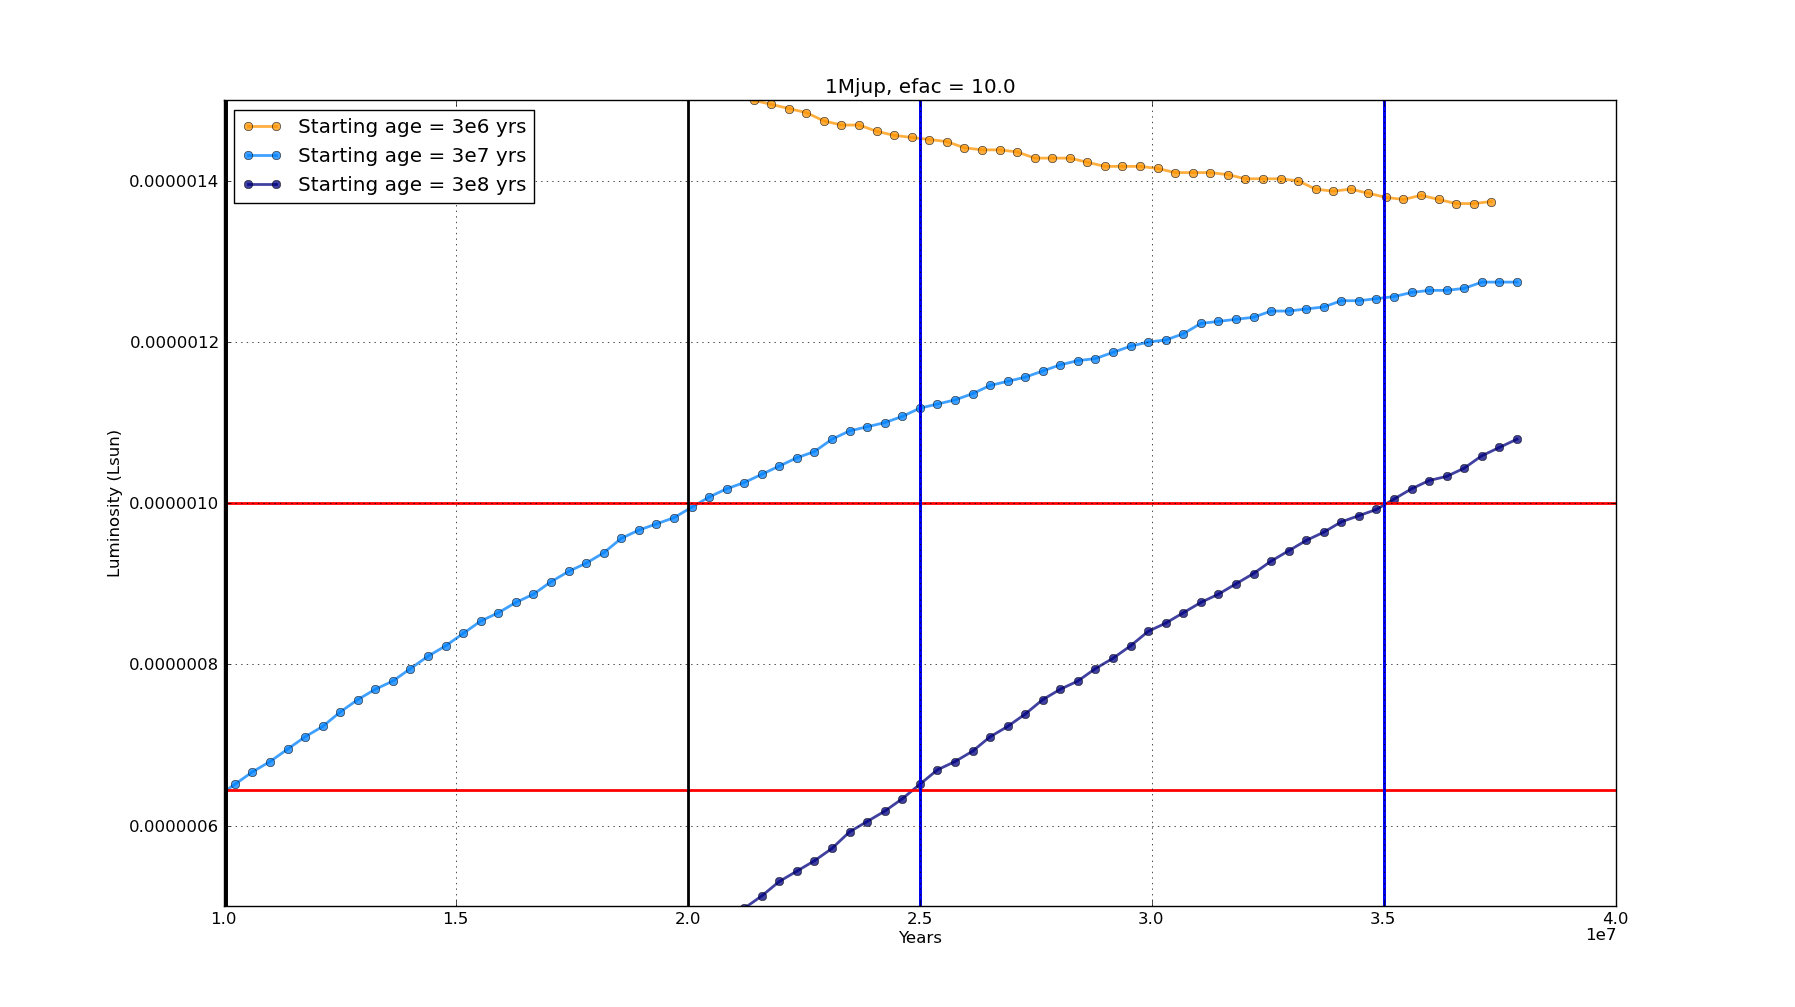 1Mjup, efac = 10.0
Starting age = 3e6 yrs
Starting age = 3e7 yrs
Starting age = 3e8 yrs
0.0000014
0.0000012
0.0000010
0.0000008
0.0000006
Luminosity (Lsun)
1.0 1.5 2.0 2.5 3.0 3.5 4.0
Years
1e7